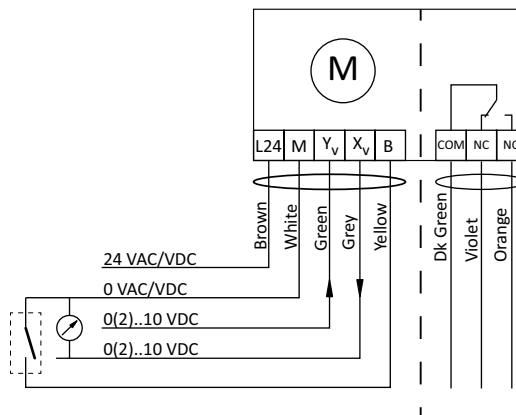 M
L24 M Yv Xv B COM NC NO
Brown White Green Grey Yellow Dk Green Violet Orange
24 VAC/VDC
0 VAC/VDC
0(2)..10 VDC
0(2)..10 VDC